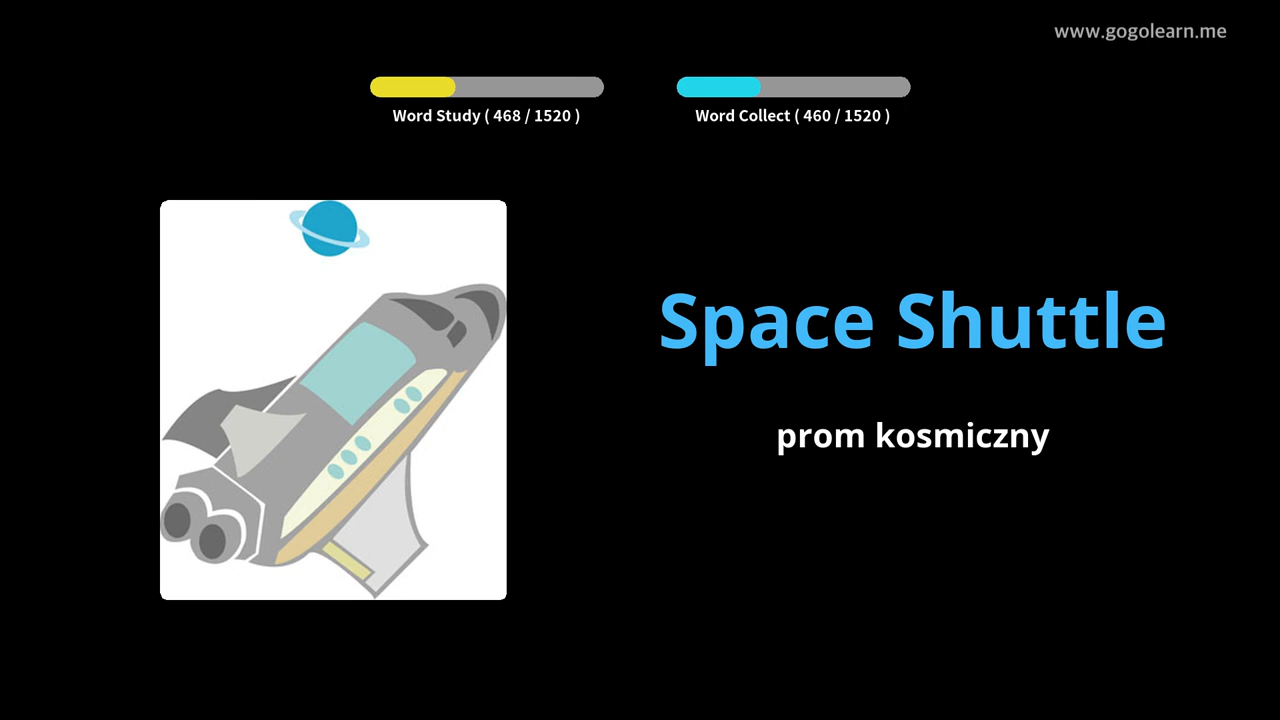 www.gogolearn.me
Word Study ( 468 / 1520 )
Word Collect ( 460 / 1520 )
Space Shuttle
prom kosmiczny